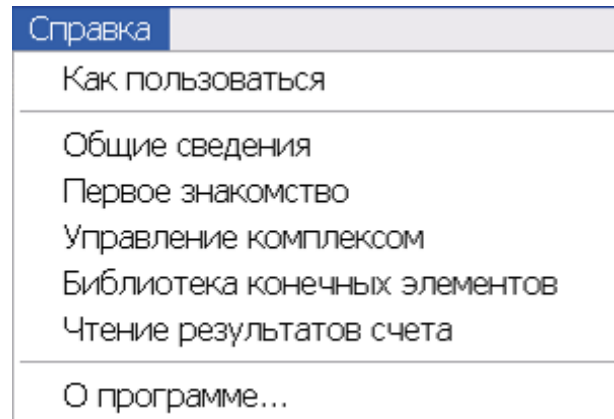 Справка
Как пользоваться
Общие сведения
Первое знакомство
Управление комплексом
Библиотека конечных элементов
Чтение результатов счета
О программе...